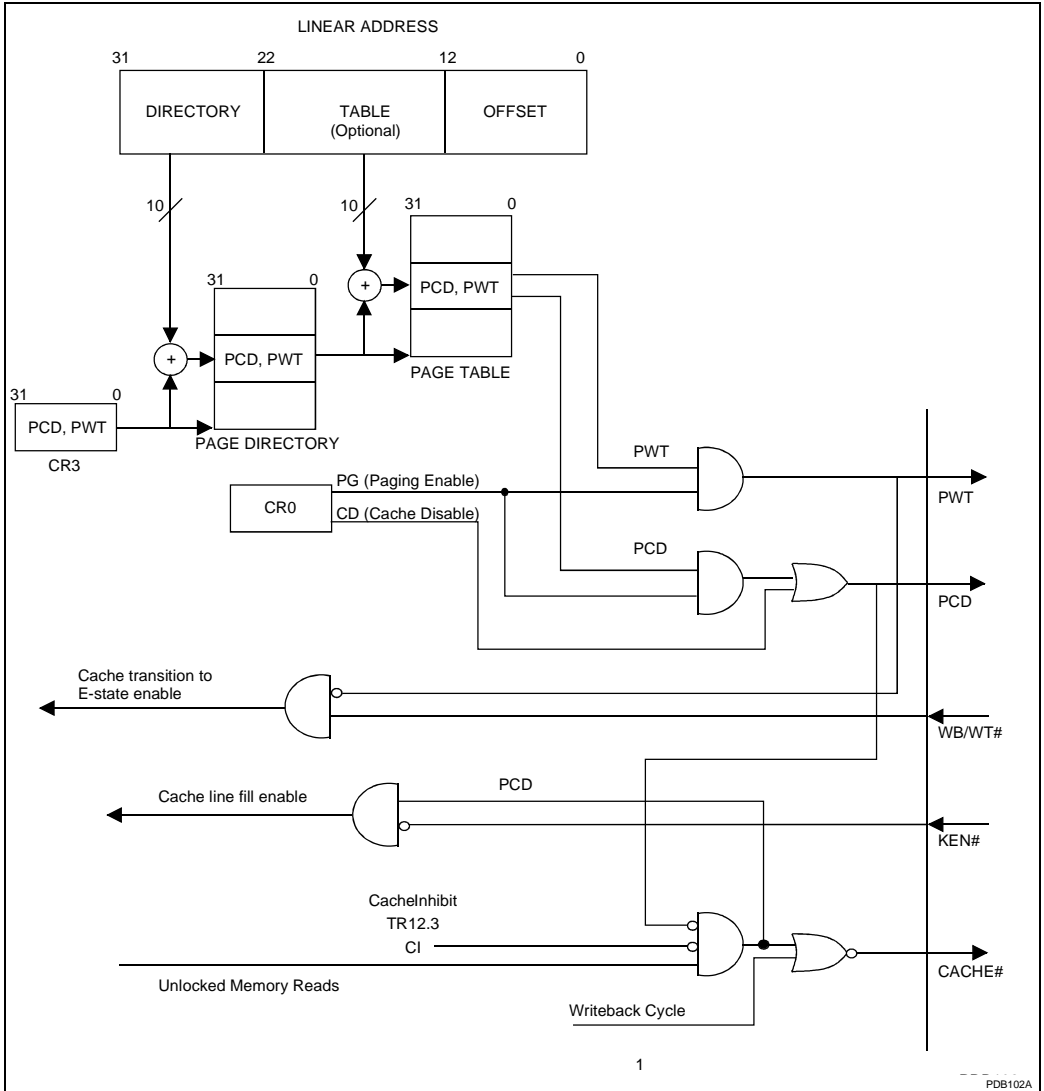 LINEAR ADDRESS
31 22 12 0
DIRECTORY
TABLE
(Optional)
OFFSET
10
10
31 0
PCD, PWT
PAGE TABLE
31 0
PCD, PWT
PAGE DIRECTORY
31 0
PCD, PWT
CR3
PG (Paging Enable)
CR0
CD (Cache Disable)
PWT
PWT
PCD
PCD
Cache transition to
E-state enable
WB/WT#
PCD
Cache line fill enable
KEN#
CacheInhibit
TR12.3
CI
CACHE#
Unlocked Memory Reads
Writeback Cycle
1
PDB102A